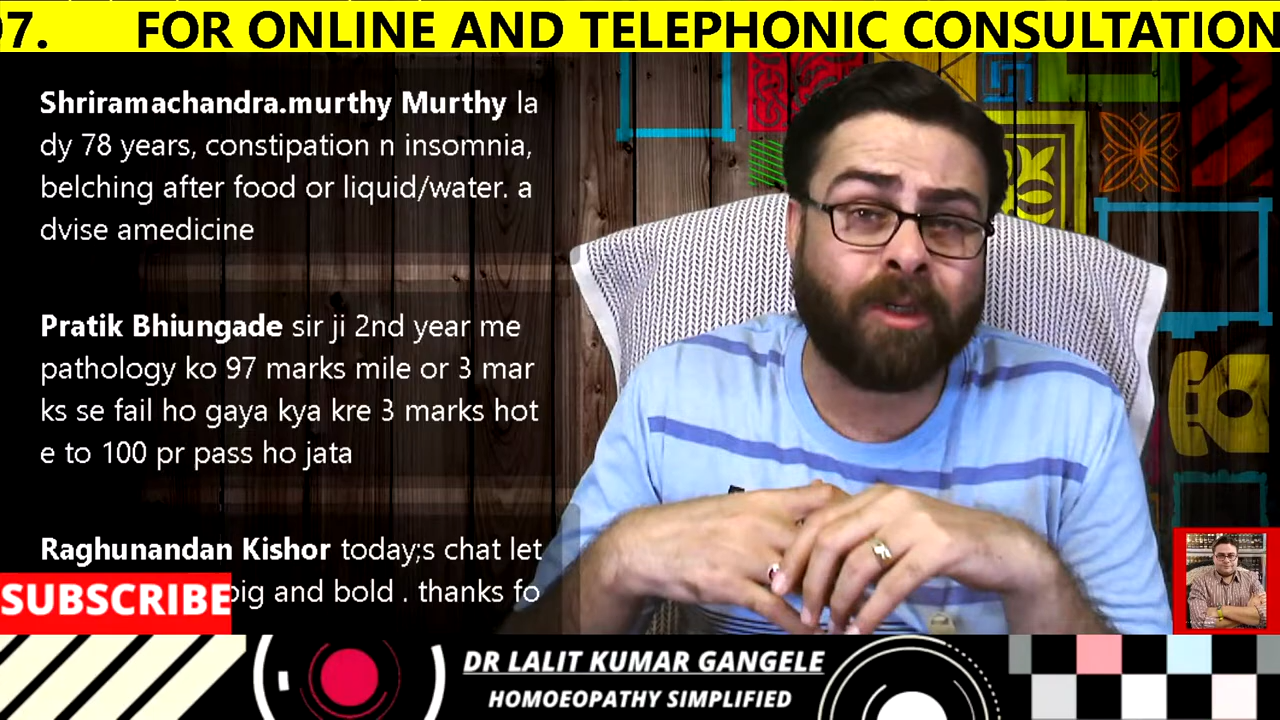 07. FOR ONLINE AND TELEPHONIC CONSULTATION
Shriramachandra.murthy Murthy la
dy 78 years, constipation n insomnia,
belching after food or liquid/water. a
dvise amedicine
Pratik Bhiungade sir ji 2nd year me
pathology ko 97 marks mile or 3 mar
ks se fail ho gaya kya kre 3 marks hot
e to 100 pr pass ho jata
Raghunandan Kishor today;s chat let
big and bold . thanks fo
SUBSCRIBE
DR LALIT KUMAR GANGELE
HOMOEOPATHY SIMPLIFIED